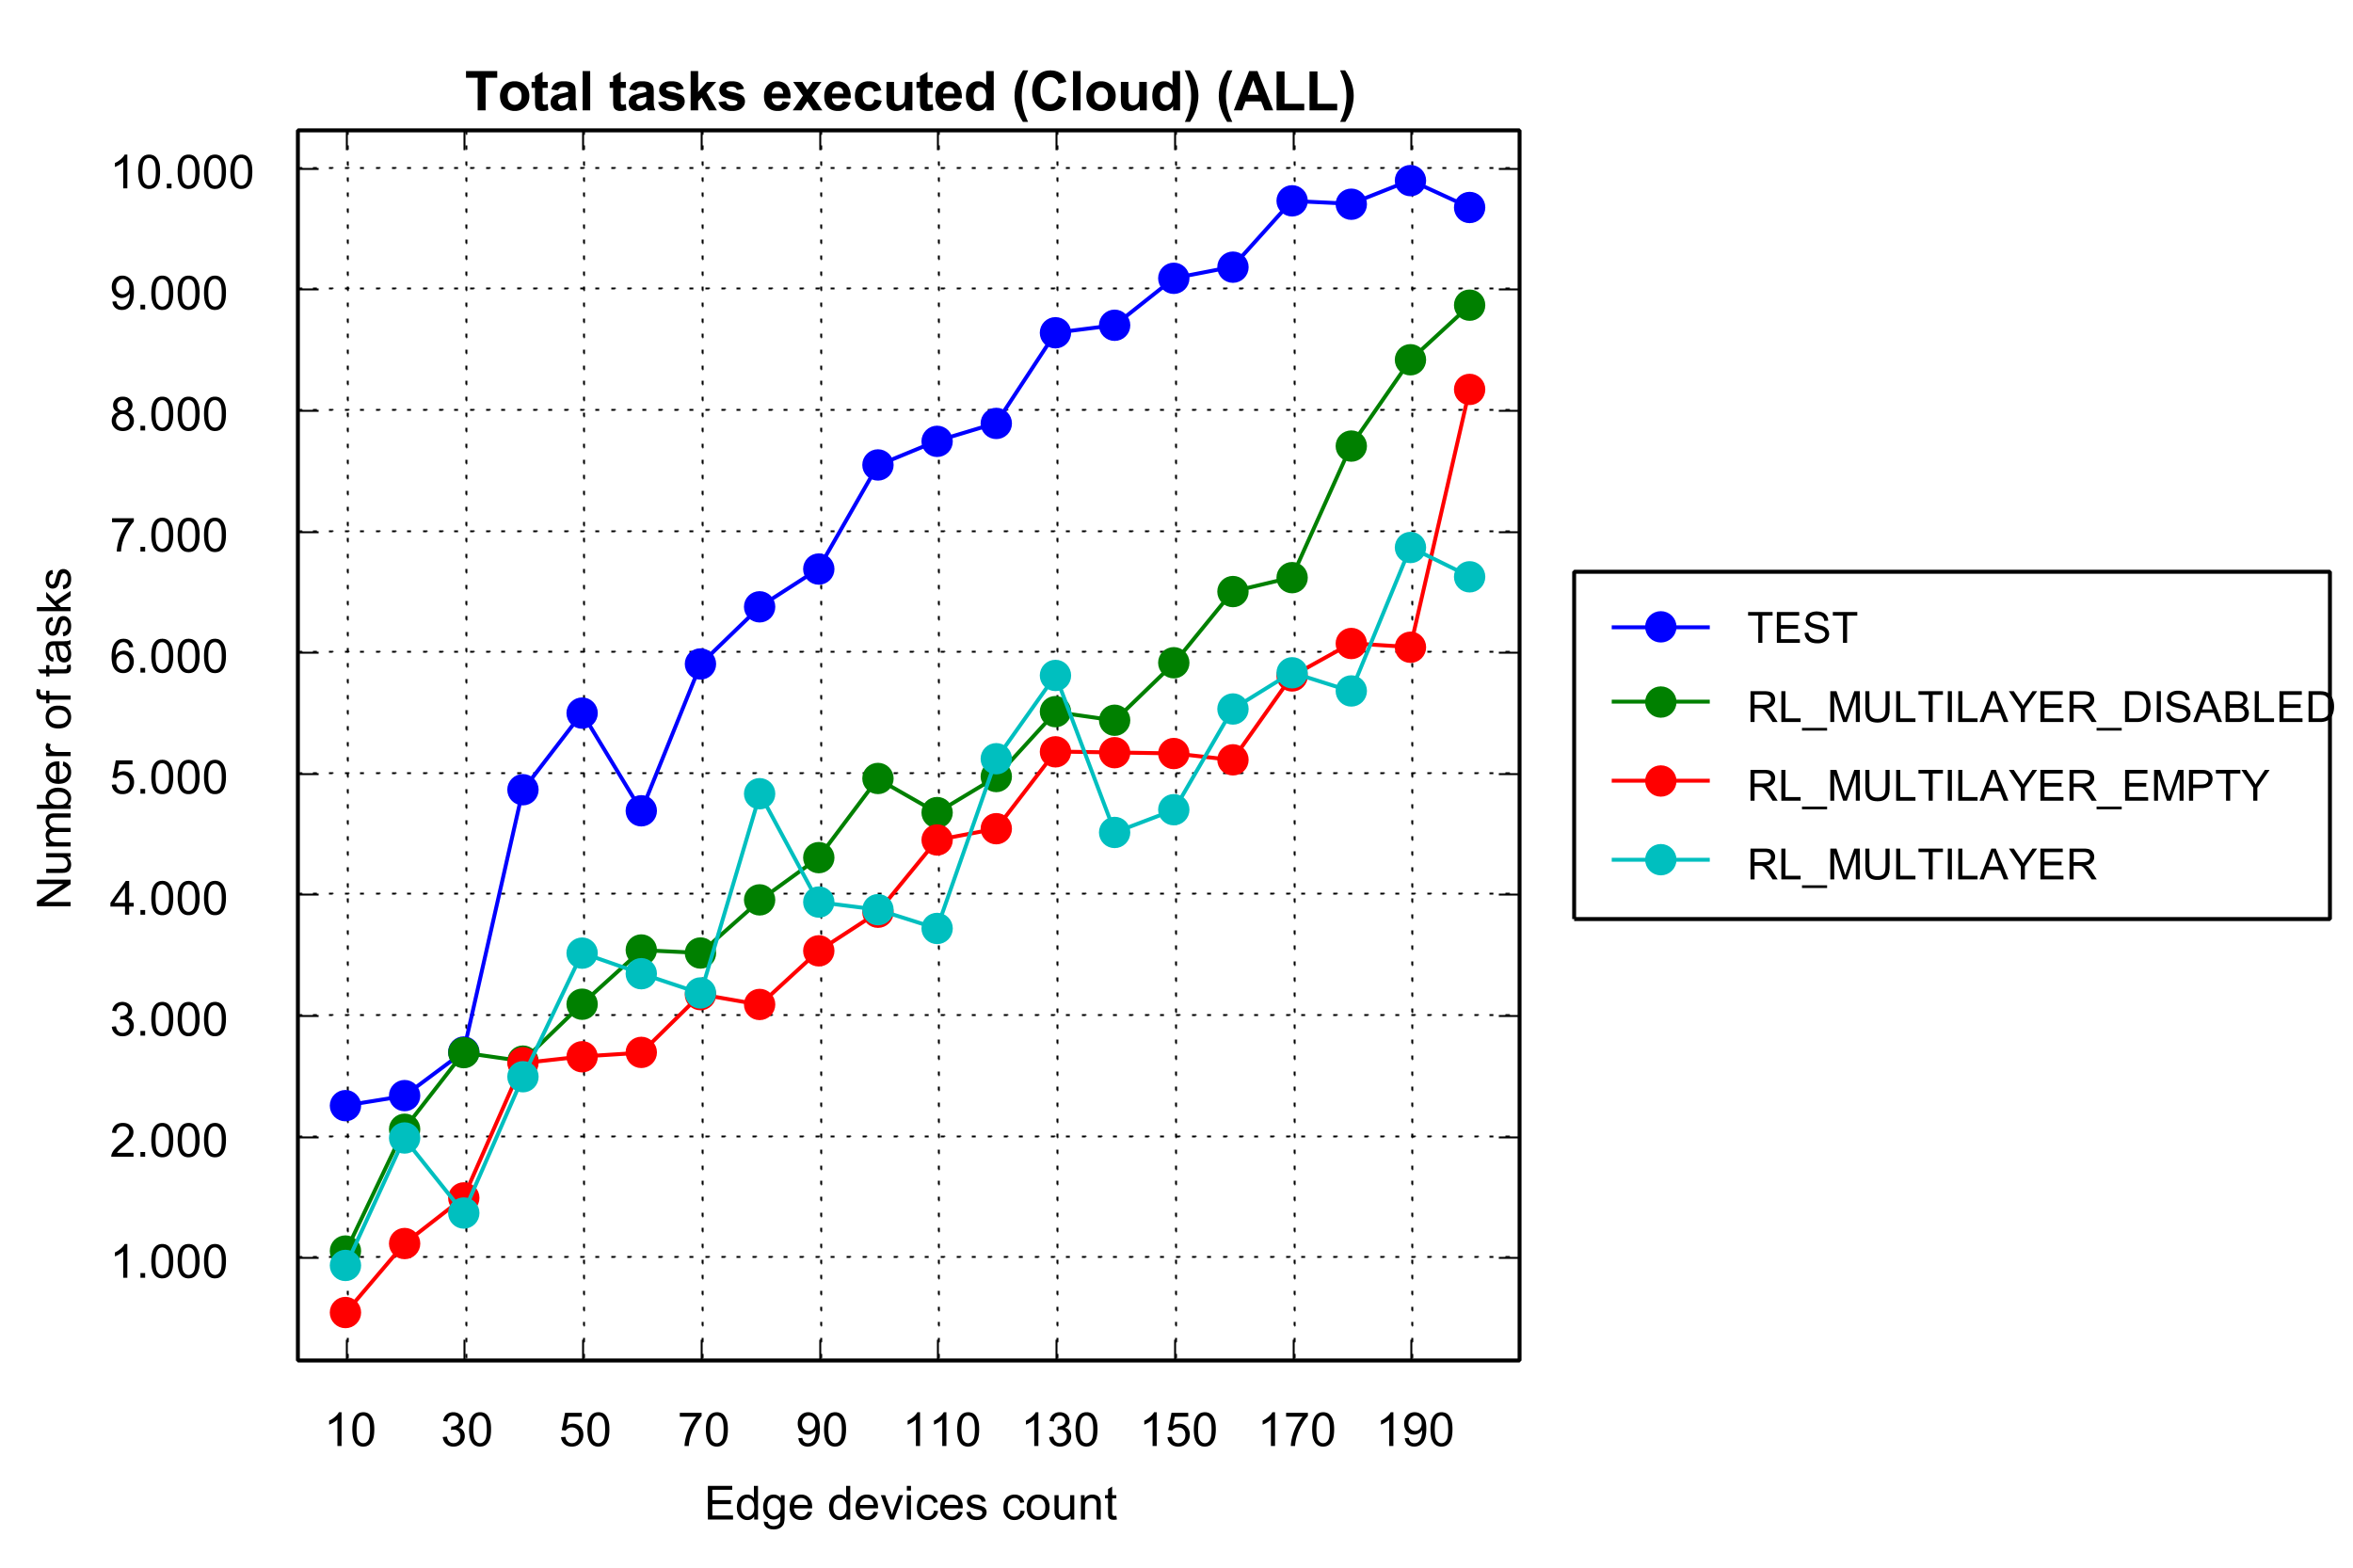 Total tasks executed (Cloud) (ALL)
10.000
9.000
8.000
7.000
6.000
5.000
4.000
3.000
2.000
1.000
Number of tasks
10 30 50 70 90 110 130 150 170 190
Edge devices count
TEST
RL_MULTILAYER_DISABLED
RL_MULTILAYER_EMPTY
RL_MULTILAYER